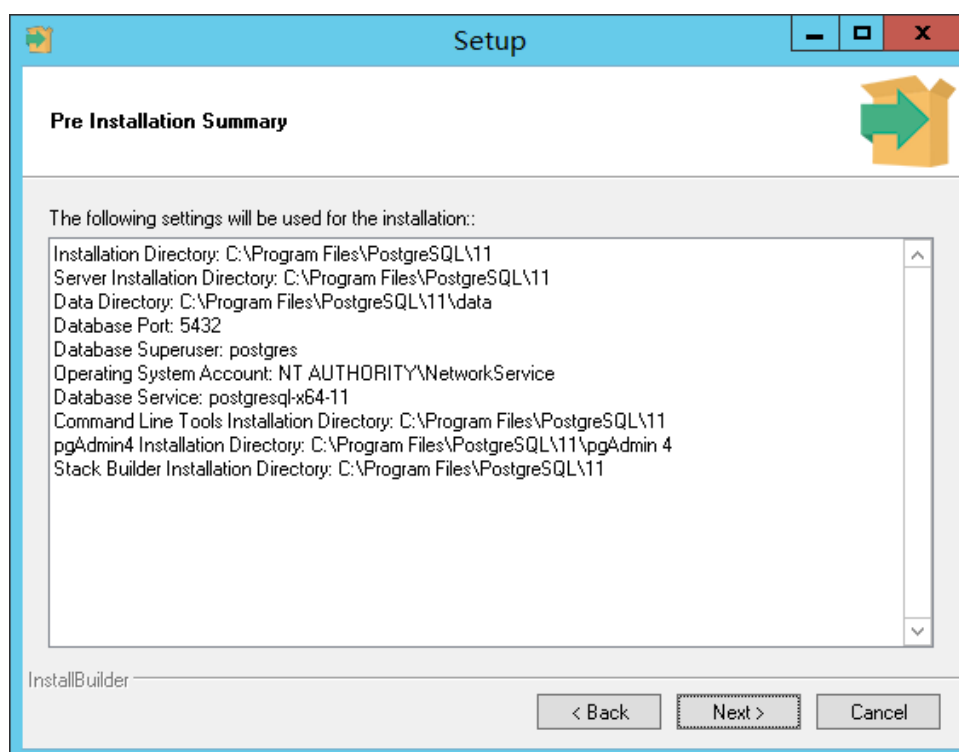 Setup
Pre Installation Summary
The following settings will be used for the installation::
Installation Directory: C:\Program Files\PostgreSQL\11
Server Installation Directory: C:\Program Files\PostgreSQL\11
Data Directory: C:\Program Files\PostgreSQL\11\data
Database Port: 5432
Database Superuser: postgres
Operating System Account: NT AUTHORITY\NetworkService
Database Service: postgresql-x64-11
Command Line Tools Installation Directory: C:\Program Files\PostgreSQL\11
pgAdmin4 Installation Directory: C:\Program Files\PostgreSQL\11\pgAdmin 4
Stack Builder Installation Directory: C:\Program Files\PostgreSQL\11
InstallBuilder
< Back Next > Cancel